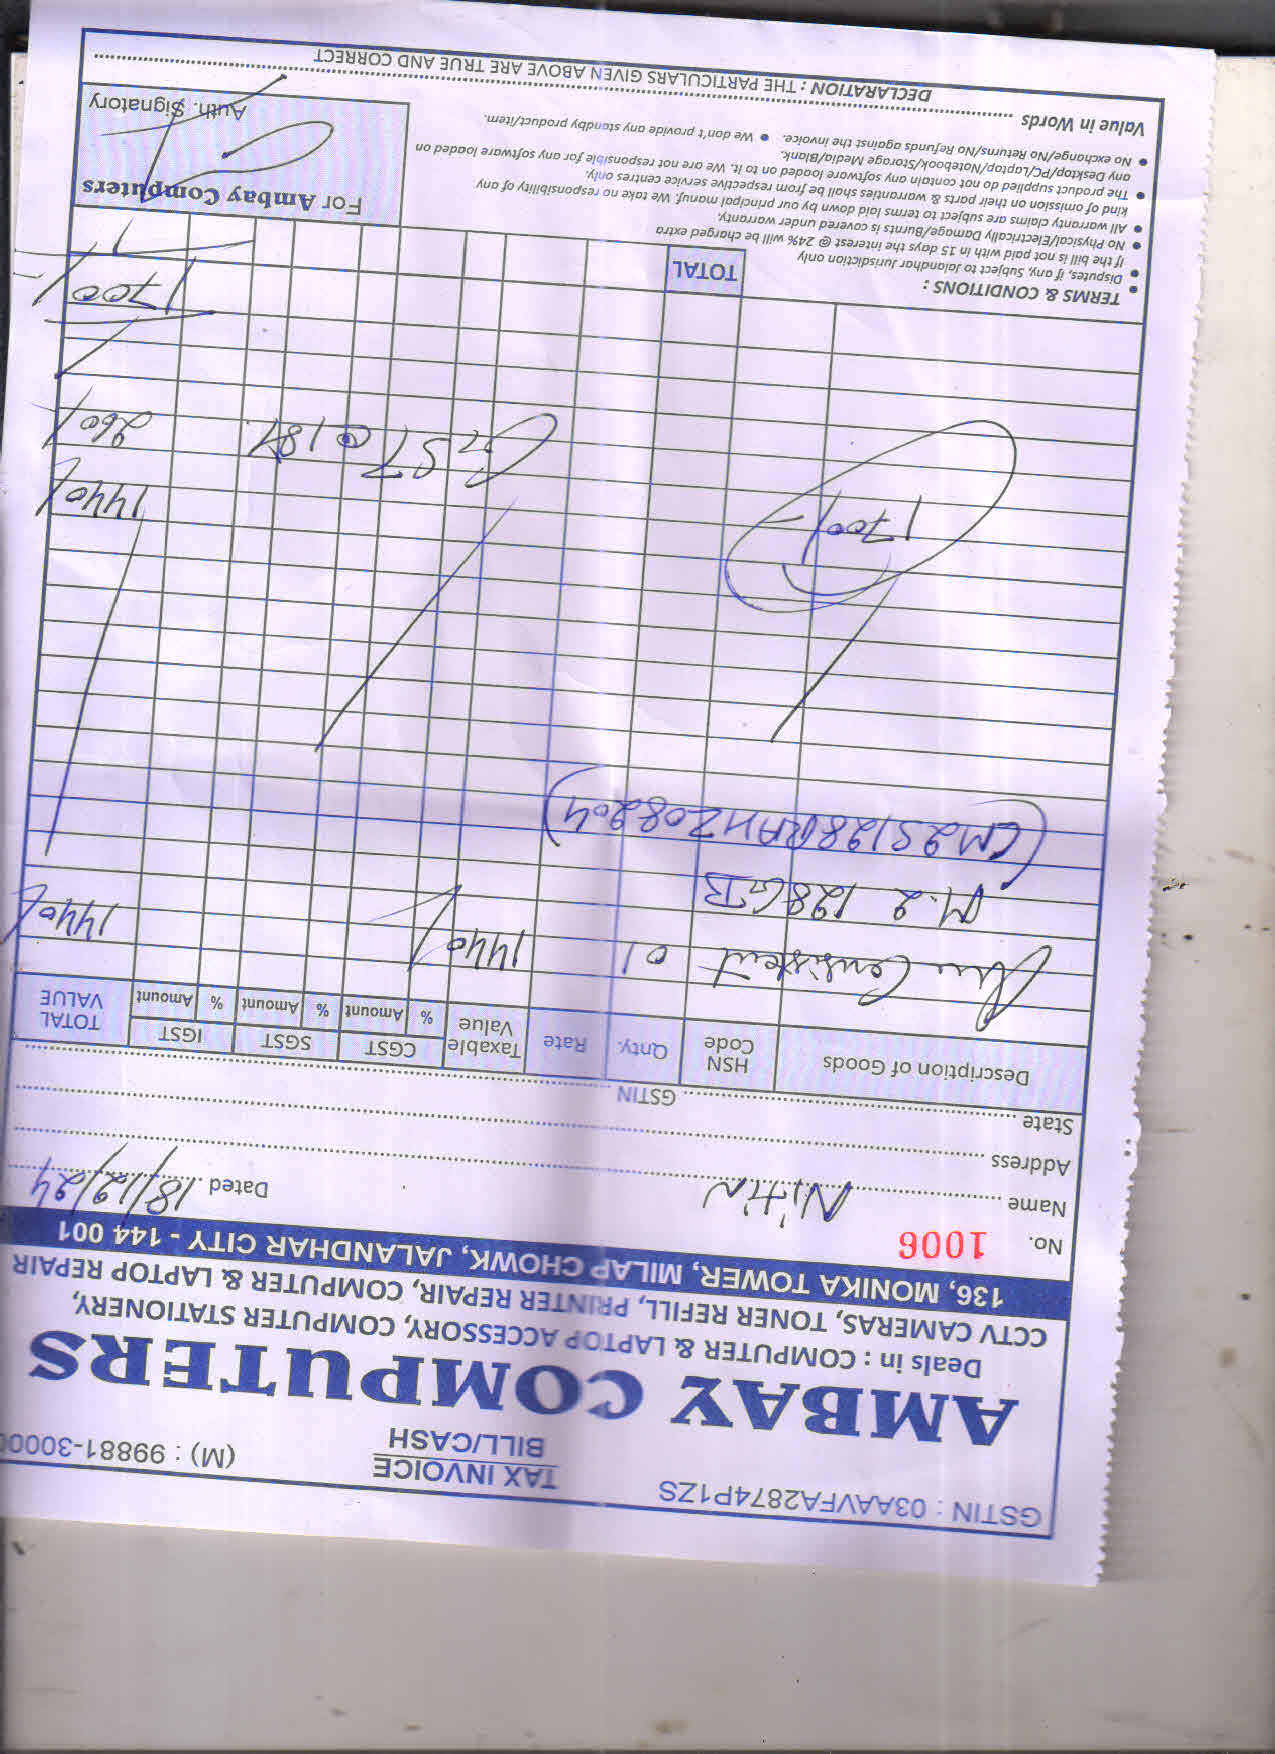 GSTIN : 03AAVFA2874P1ZS
TAX INVOICE
BILL/CASH
(M) : 99881-3000
AMBAY COMPUTERS
Deals in : COMPUTER & LAPTOP ACCESSORY, COMPUTER STATIONERY,
CCTV CAMERAS, TONER REFILL, PRINTER REPAIR, COMPUTER & LAPTOP REPAIR
136, MONIKA TOWER, MILAP CHOWK, JALANDHAR CITY - 144 001
No. 1006
Name Nitin Dated 18/12/24
Address
State GSTIN
Description of Goods HSN Code Qnty. Rate Taxable Value CGST SGST IGST TOTAL VALUE
% Amount % Amount % Amount
Consistent 01 1440/ 1440/
M.2 128GB
(CM2S128RAHZ08204)
1700/- 1440/
GST @ 18% 260/
TOTAL 1700/
TERMS & CONDITIONS :
Disputes, if any, Subject to Jalandhar Jurisdiction only
If the bill is not paid with in 15 days the interest @ 24% will be charged extra
No Physical/Electrically Damage/Burnts is covered under warranty.
All warranty claims are subject to terms laid down by our principal manuf. We take no responsibility of any
kind of omission on their parts & warranties shall be from respective service centres only.
The product supplied do not contain any software loaded on to it. We are not responsible for any software loaded on
any Desktop/PC/Laptop/Notebook/Storage Media/Blank.
No exchange/No Returns/No Refunds against the invoice. • We don't provide any standby product/item.
For Ambay Computers
Auth. Signatory
Value in Words
DECLARATION : THE PARTICULARS GIVEN ABOVE ARE TRUE AND CORRECT